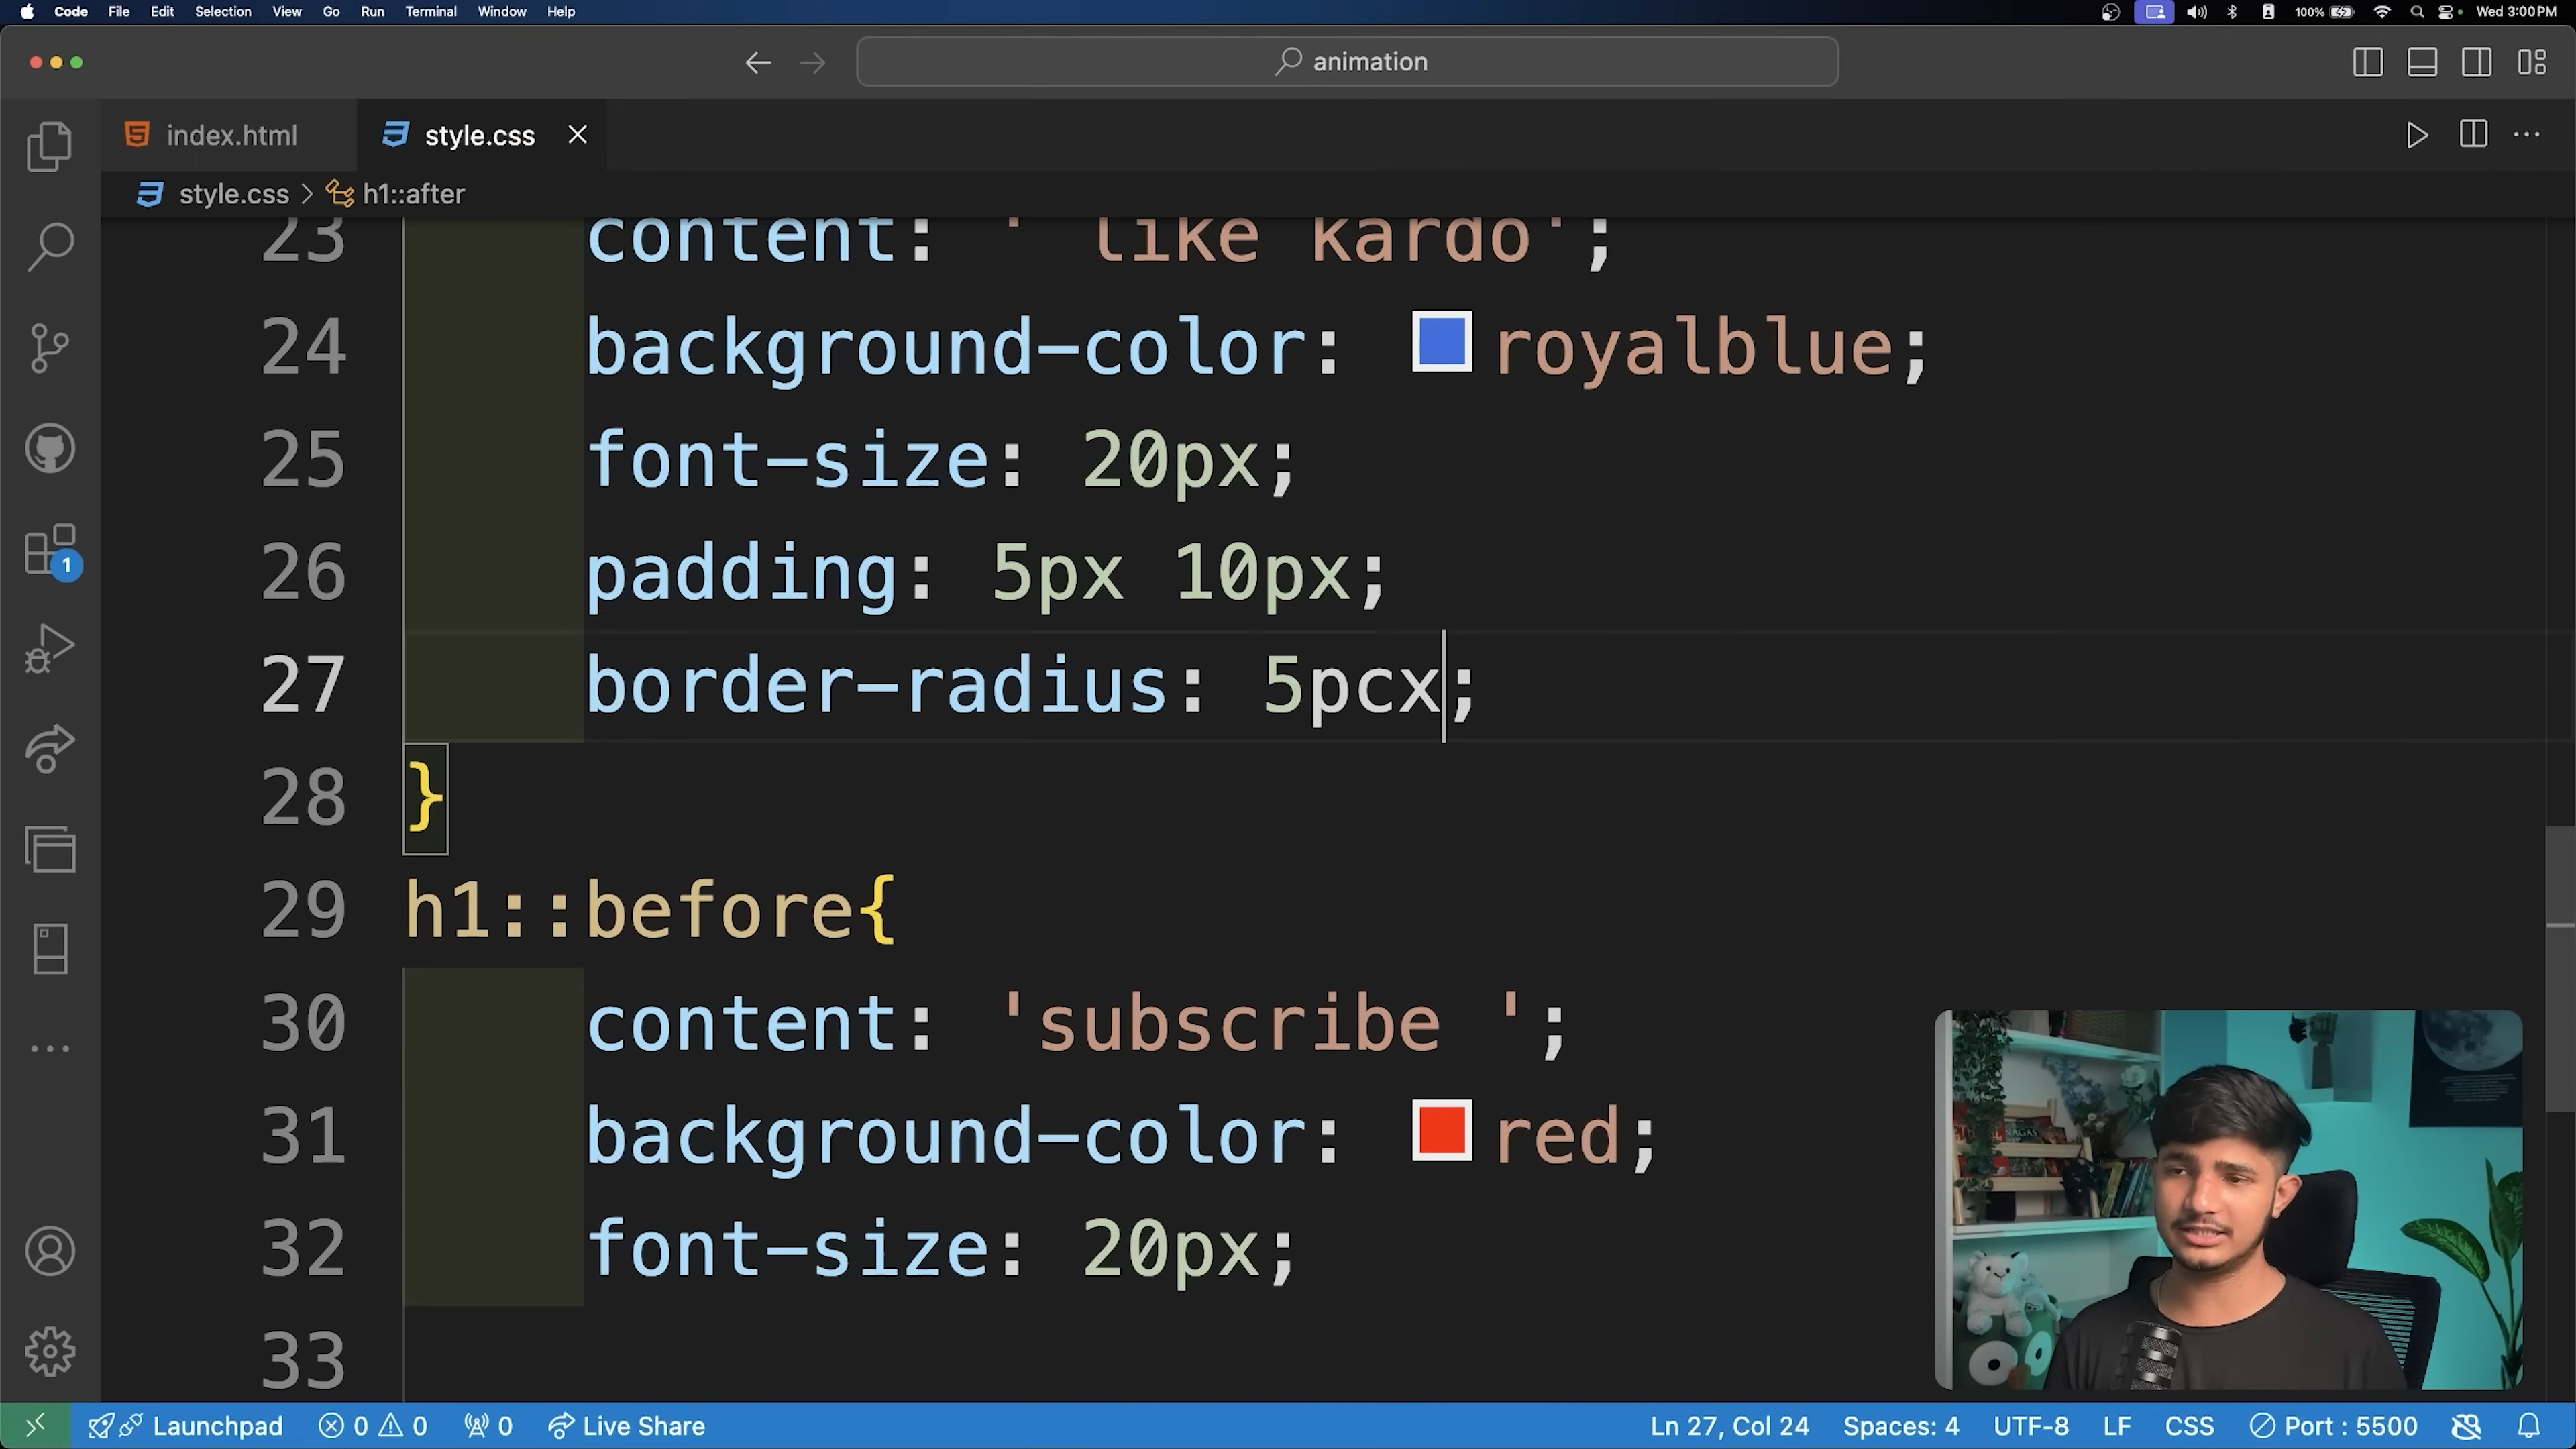 Code File Edit Selection View Go Run Terminal Window Help 100% Wed 3:00PM
animation
index.html style.css
style.css > h1::after
23 content: ' like kardo';
24 background-color: royalblue;
25 font-size: 20px;
26 padding: 5px 10px;
27 border-radius: 5pcx;
28 }
29 h1::before{
30 content: 'subscribe ';
31 background-color: red;
32 font-size: 20px;
33
1
Launchpad 0 0 0 Live Share Ln 27, Col 24 Spaces: 4 UTF-8 LF CSS Port : 5500